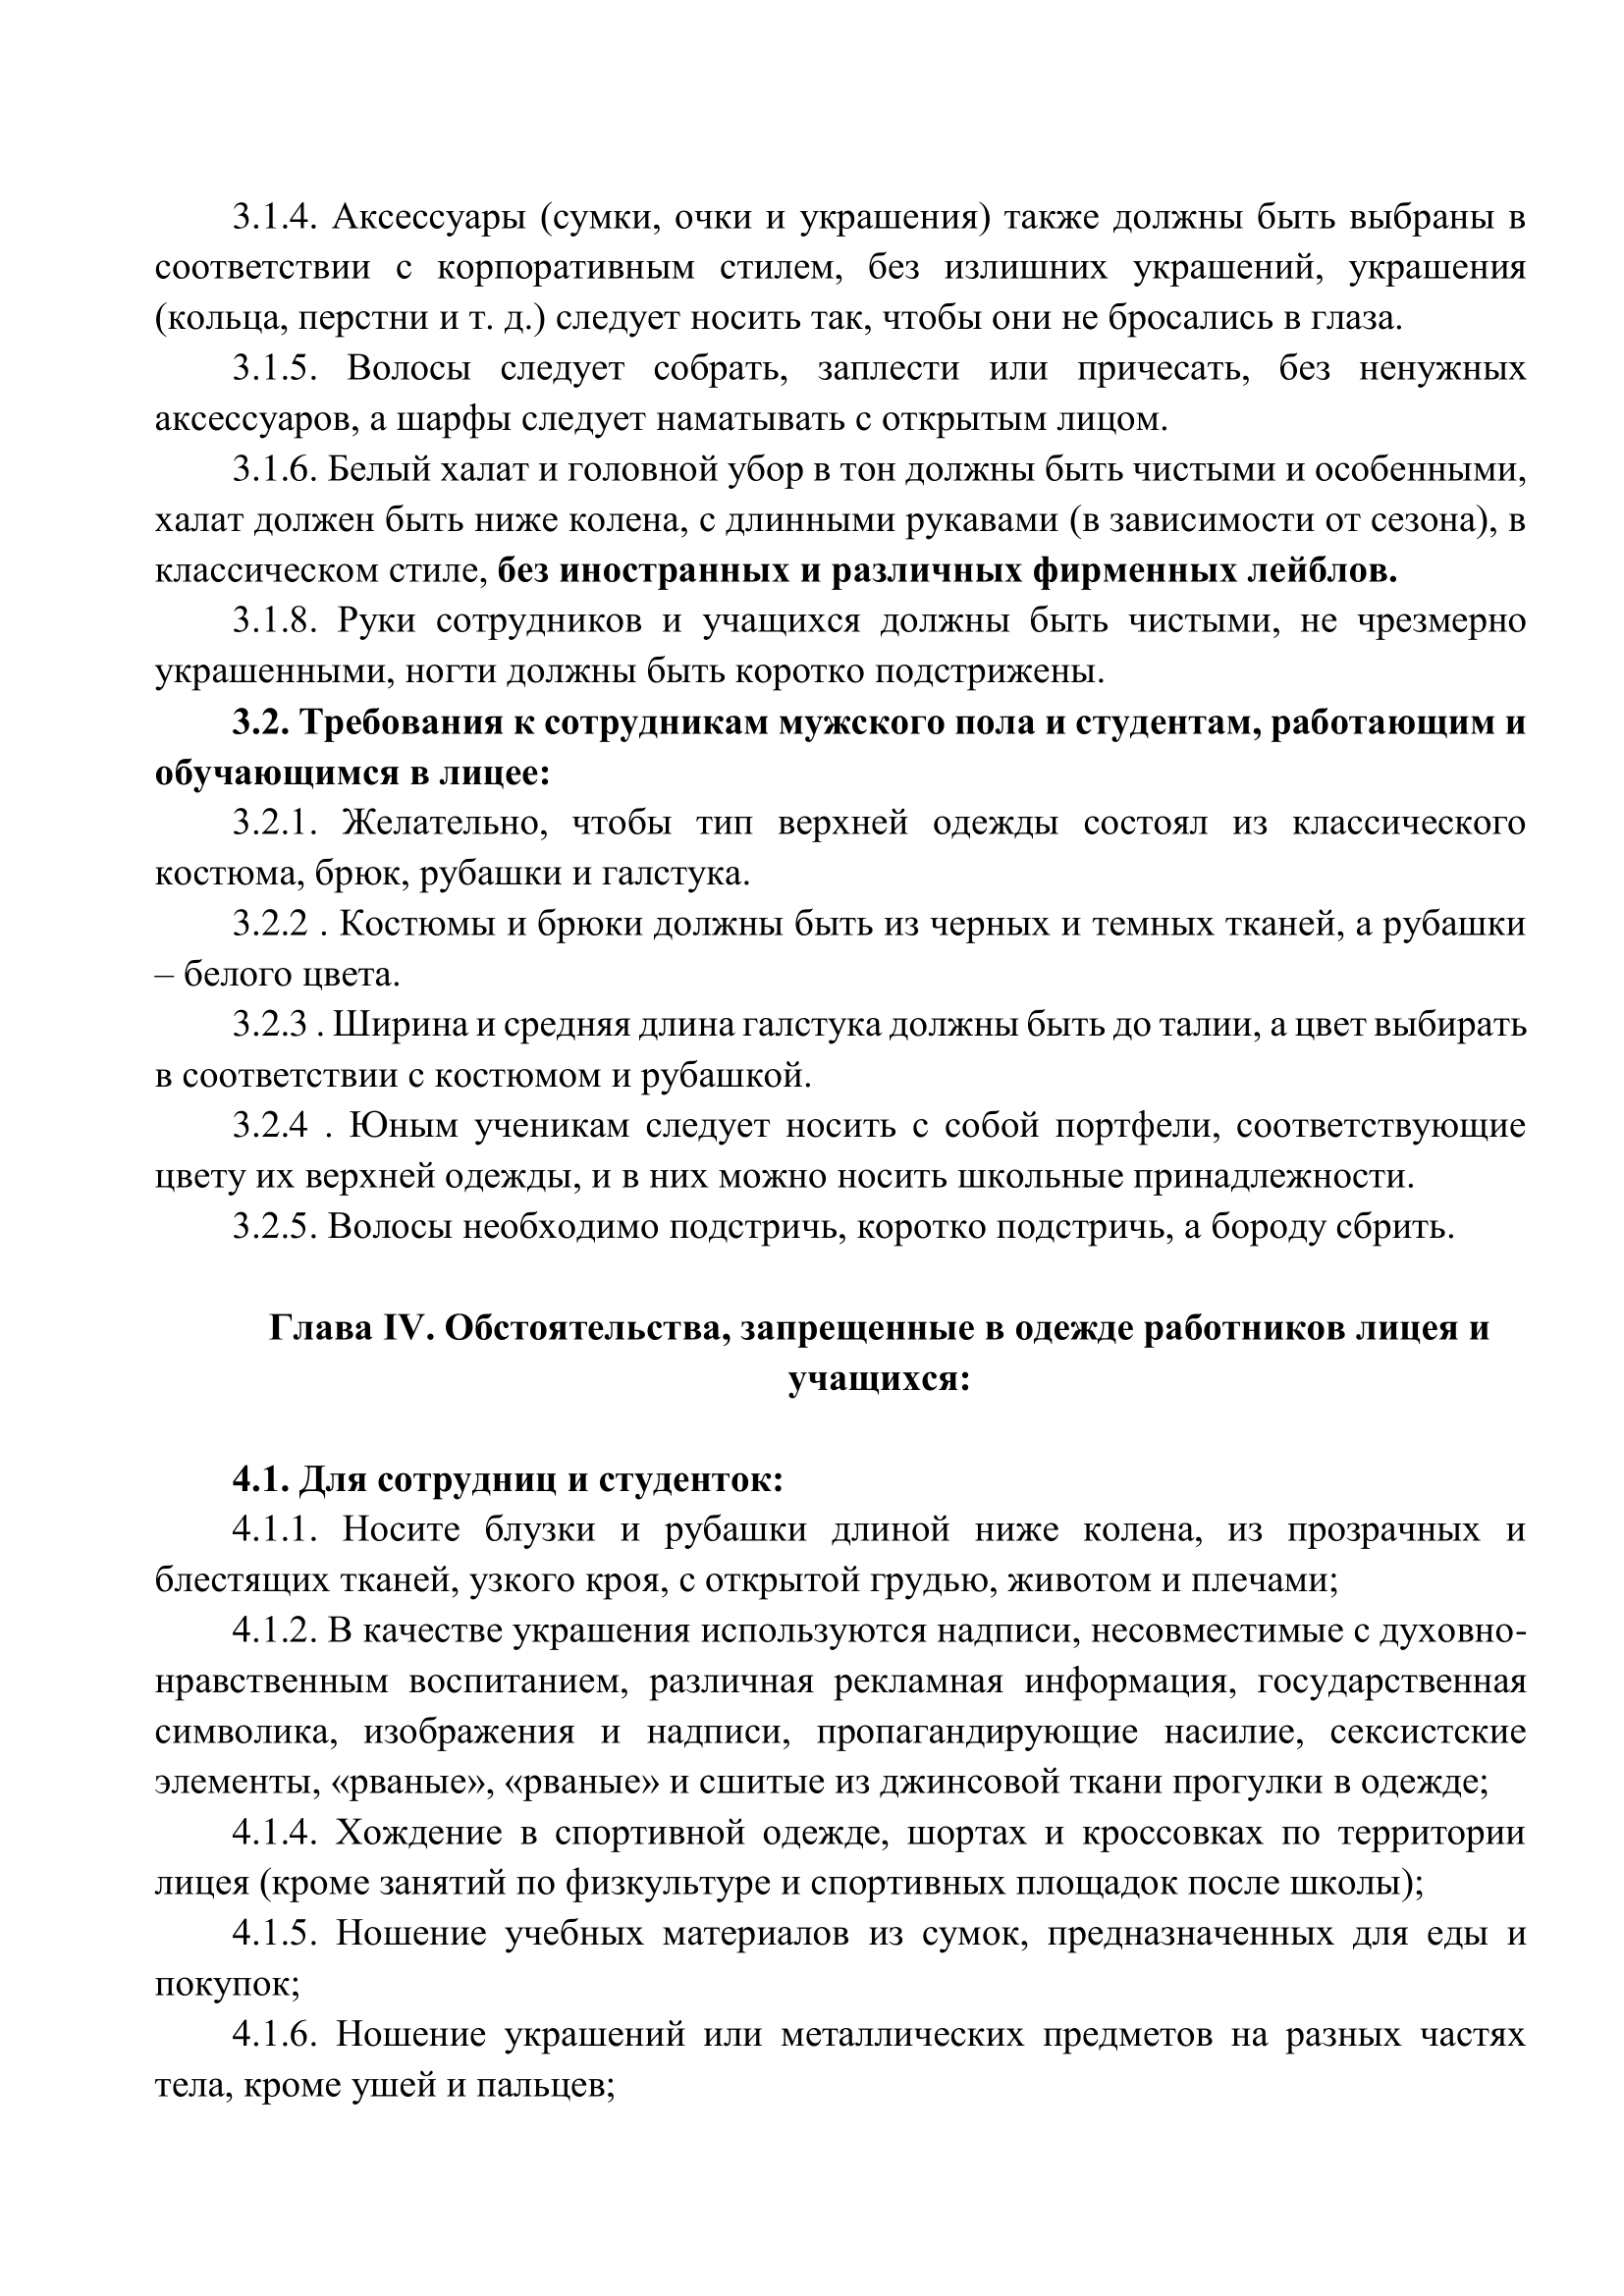 3.1.4. Аксессуары (сумки, очки и украшения) также должны быть выбраны в
соответствии с корпоративным стилем, без излишних украшений, украшения
(кольца, перстни и т. д.) следует носить так, чтобы они не бросались в глаза.
3.1.5. Волосы следует собрать, заплести или причесать, без ненужных
аксессуаров, а шарфы следует наматывать с открытым лицом.
3.1.6. Белый халат и головной убор в тон должны быть чистыми и особенными,
халат должен быть ниже колена, с длинными рукавами (в зависимости от сезона), в
классическом стиле, без иностранных и различных фирменных лейблов.
3.1.8. Руки сотрудников и учащихся должны быть чистыми, не чрезмерно
украшенными, ногти должны быть коротко подстрижены.
3.2. Требования к сотрудникам мужского пола и студентам, работающим и
обучающимся в лицее:
3.2.1. Желательно, чтобы тип верхней одежды состоял из классического
костюма, брюк, рубашки и галстука.
3.2.2 . Костюмы и брюки должны быть из черных и темных тканей, а рубашки
– белого цвета.
3.2.3 . Ширина и средняя длина галстука должны быть до талии, а цвет выбирать
в соответствии с костюмом и рубашкой.
3.2.4 . Юным ученикам следует носить с собой портфели, соответствующие
цвету их верхней одежды, и в них можно носить школьные принадлежности.
3.2.5. Волосы необходимо подстричь, коротко подстричь, а бороду сбрить.
Глава IV. Обстоятельства, запрещенные в одежде работников лицея и
учащихся:
4.1. Для сотрудниц и студенток:
4.1.1. Носите блузки и рубашки длиной ниже колена, из прозрачных и
блестящих тканей, узкого кроя, с открытой грудью, животом и плечами;
4.1.2. В качестве украшения используются надписи, несовместимые с духовно-
нравственным воспитанием, различная рекламная информация, государственная
символика, изображения и надписи, пропагандирующие насилие, сексистские
элементы, «рваные», «рваные» и сшитые из джинсовой ткани прогулки в одежде;
4.1.4. Хождение в спортивной одежде, шортах и кроссовках по территории
лицея (кроме занятий по физкультуре и спортивных площадок после школы);
4.1.5. Ношение учебных материалов из сумок, предназначенных для еды и
покупок;
4.1.6. Ношение украшений или металлических предметов на разных частях
тела, кроме ушей и пальцев;